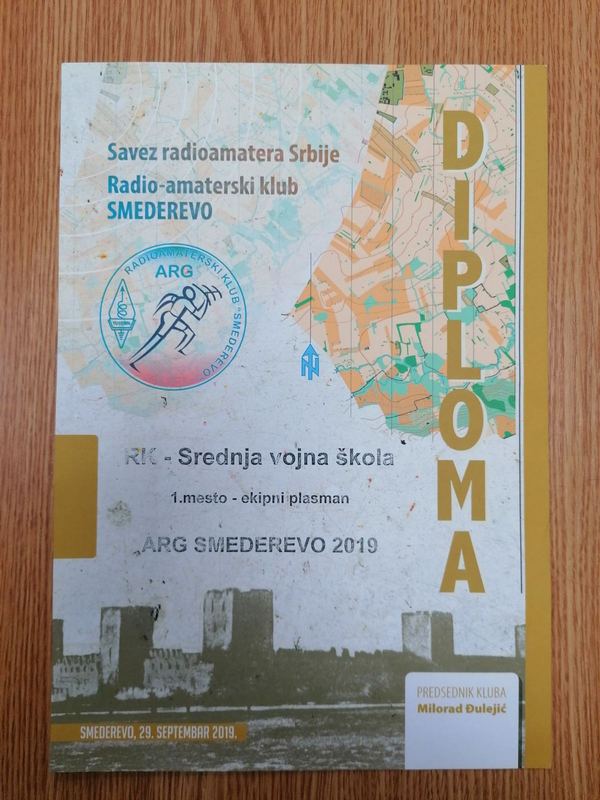 Savez radioamatera Srbije
Radio-amaterski klub
SMEDEREVO
DIPLOMA
RADIOAMATERSKI KLUB "SMEDEREVO"
ARG
RK - Srednja vojna škola
1.mesto - ekipni plasman
ARG SMEDEREVO 2019
PREDSEDNIK KLUBA
Milorad Đulejić
SMEDEREVO, 29. SEPTEMBAR 2019.